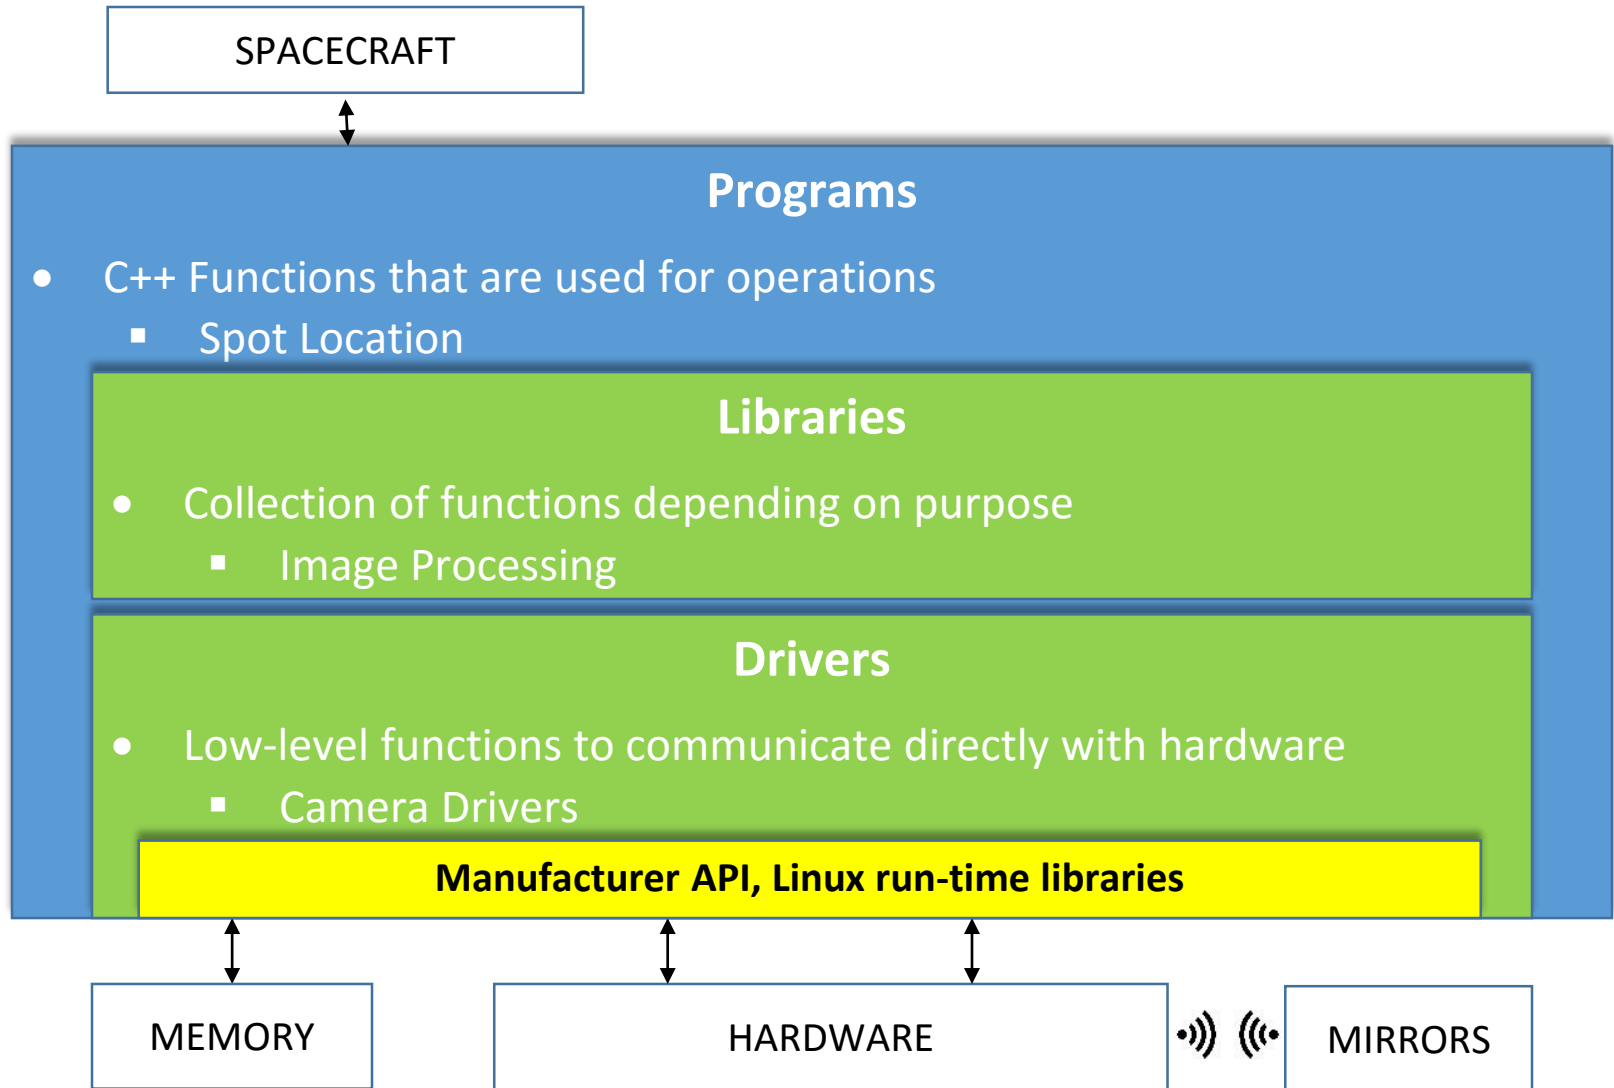 SPACECRAFT
Programs
• C++ Functions that are used for operations
▪ Spot Location
Libraries
• Collection of functions depending on purpose
▪ Image Processing
Drivers
• Low-level functions to communicate directly with hardware
▪ Camera Drivers
Manufacturer API, Linux run-time libraries
MEMORY
HARDWARE
MIRRORS